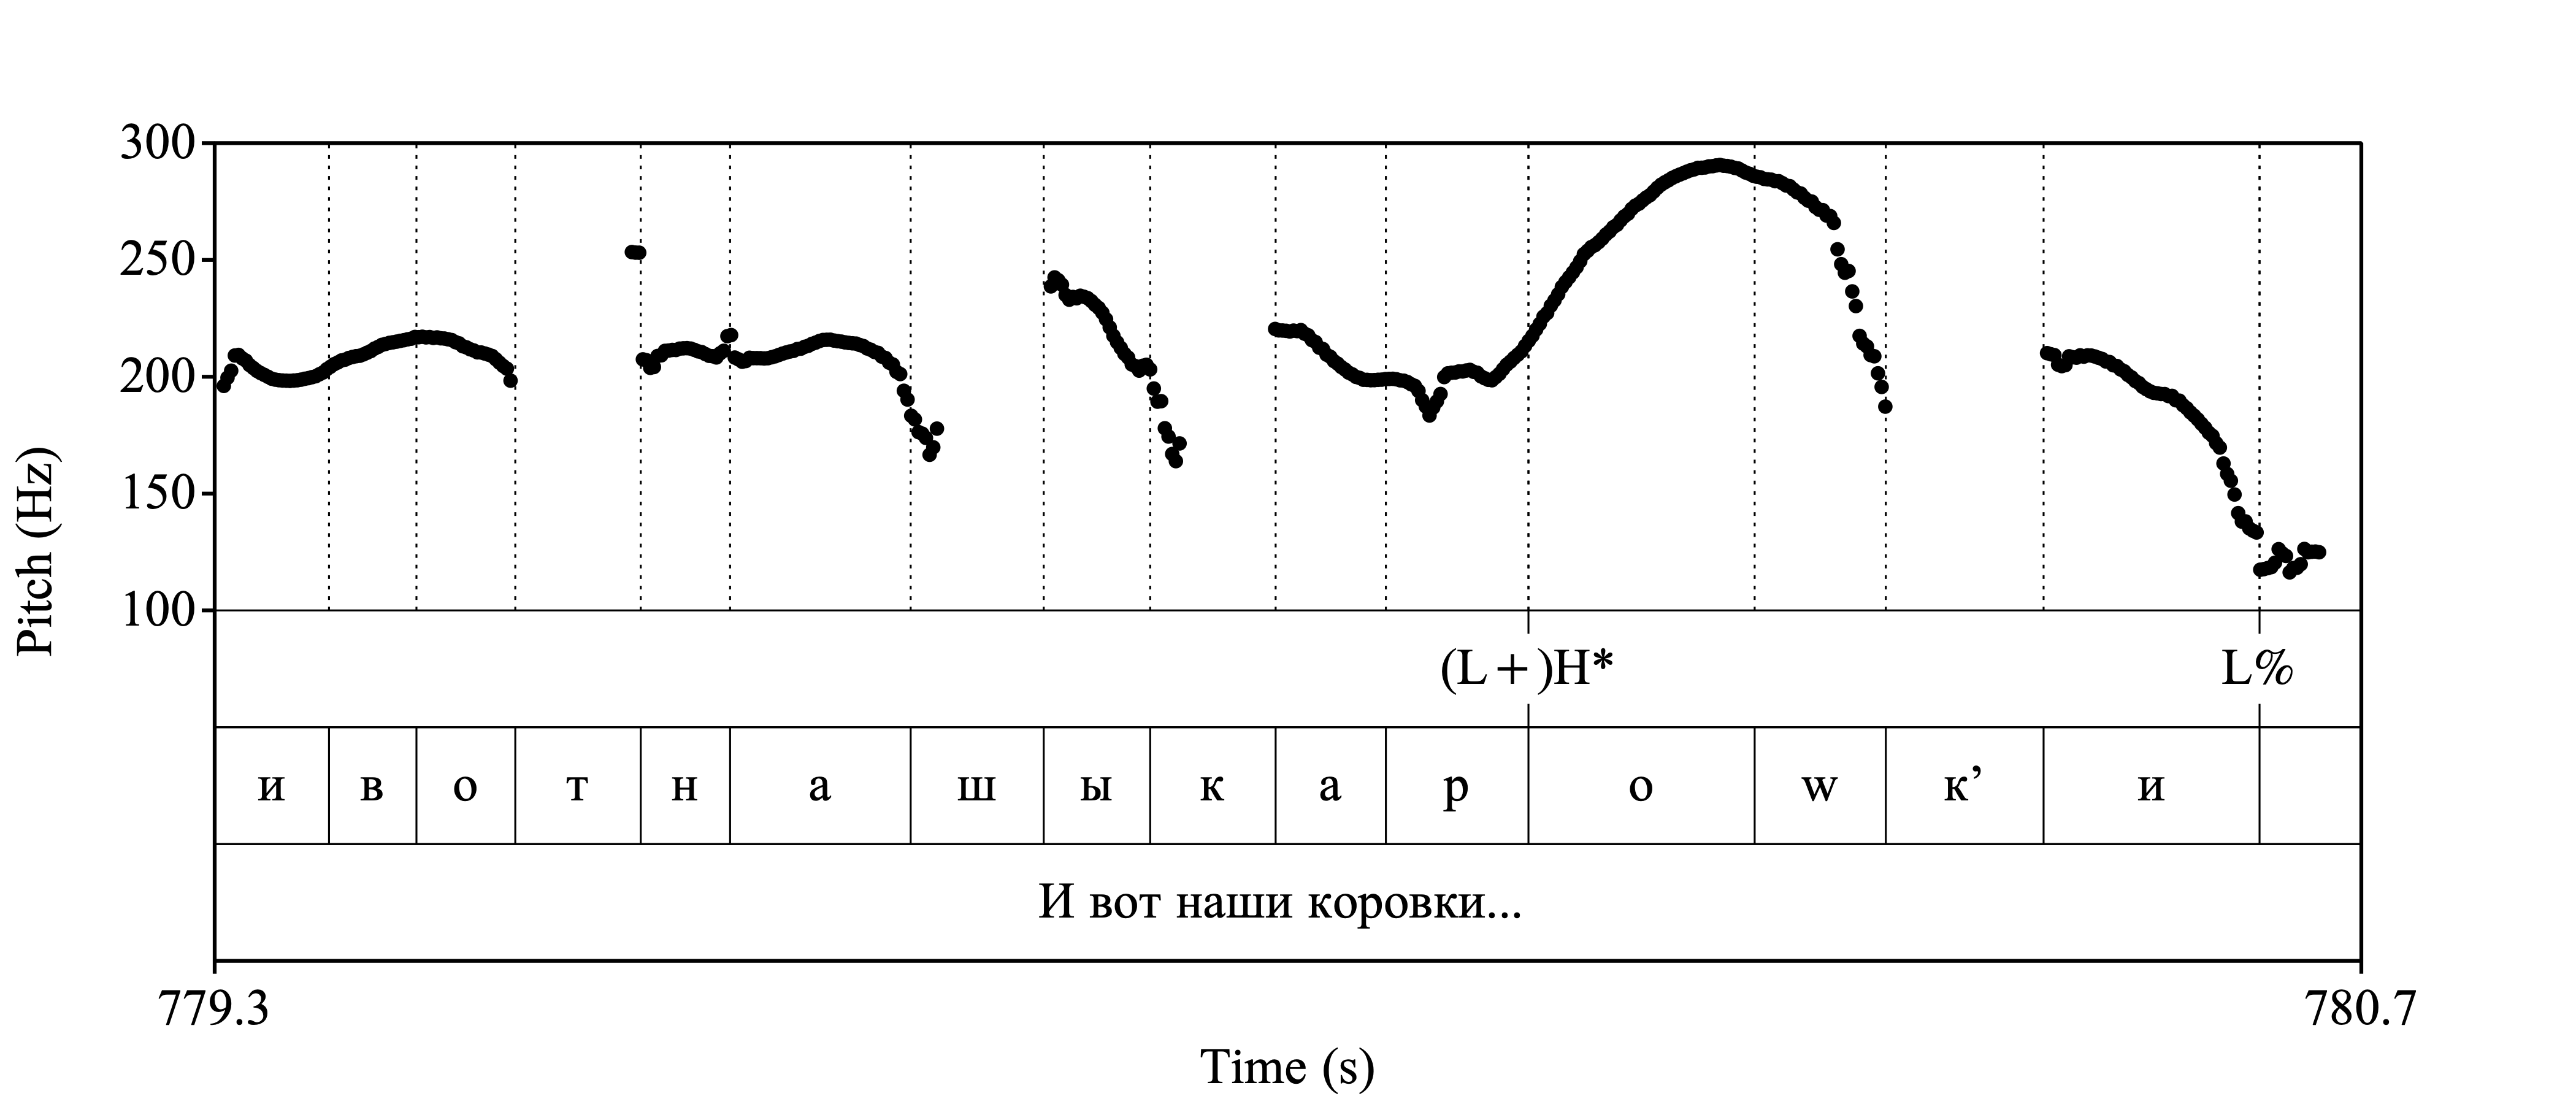 300
250
200
150
100
Pitch (Hz)
(L+)H* L%
и в о т н а ш ы к а р о w к’ и
И вот наши коровки...
779.3 780.7
Time (s)